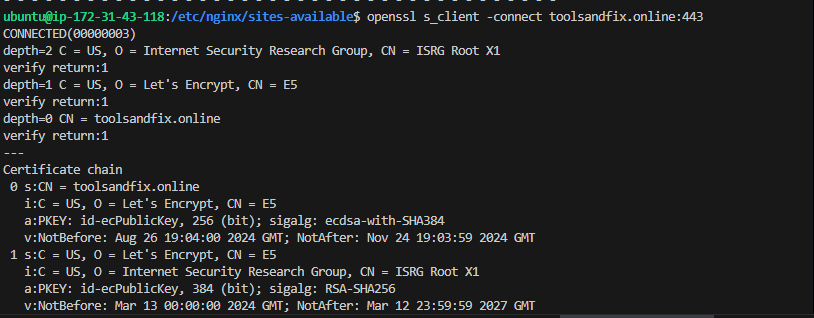 ubuntu@ip-172-31-43-118:/etc/nginx/sites-available$ openssl s_client -connect toolsandfix.online:443
CONNECTED(00000003)
depth=2 C = US, O = Internet Security Research Group, CN = ISRG Root X1
verify return:1
depth=1 C = US, O = Let's Encrypt, CN = E5
verify return:1
depth=0 CN = toolsandfix.online
verify return:1
---
Certificate chain
 0 s:CN = toolsandfix.online
   i:C = US, O = Let's Encrypt, CN = E5
   a:PKEY: id-ecPublicKey, 256 (bit); sigalg: ecdsa-with-SHA384
   v:NotBefore: Aug 26 19:04:00 2024 GMT; NotAfter: Nov 24 19:03:59 2024 GMT
 1 s:C = US, O = Let's Encrypt, CN = E5
   i:C = US, O = Internet Security Research Group, CN = ISRG Root X1
   a:PKEY: id-ecPublicKey, 384 (bit); sigalg: RSA-SHA256
   v:NotBefore: Mar 13 00:00:00 2024 GMT; NotAfter: Mar 12 23:59:59 2027 GMT